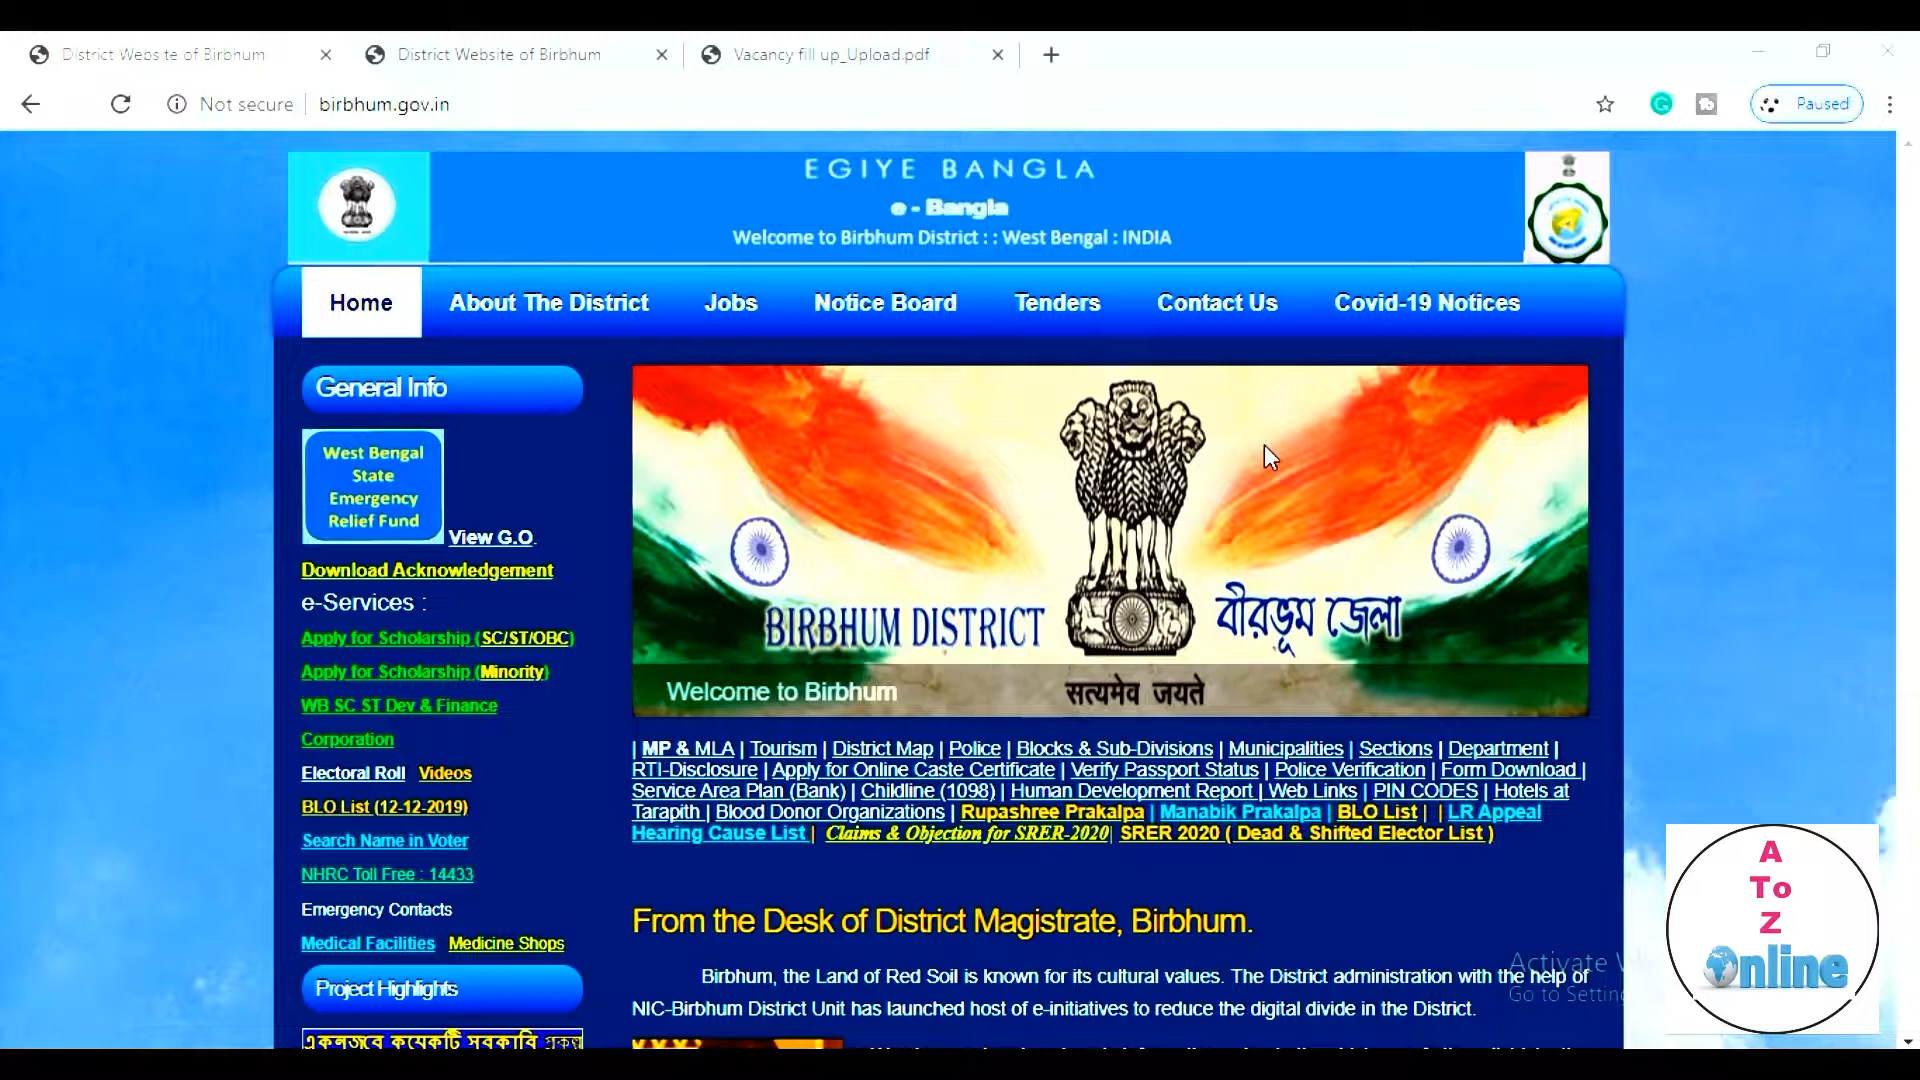 District Website of Birbhum
District Website of Birbhum
Vacancy fill up_Upload.pdf
Not secure
birbhum.gov.in
Paused
EGIYE BANGLA
e - Bangla
Welcome to Birbhum District : : West Bengal : INDIA
Home
About The District
Jobs
Notice Board
Tenders
Contact Us
Covid-19 Notices
General Info
West Bengal
State
Emergency
Relief Fund
View G.O.
Download Acknowledgement
e-Services :
Apply for Scholarship (SC/ST/OBC)
Apply for Scholarship (Minority)
WB SC ST Dev & Finance
Corporation
Electoral Roll Videos
BLO List (12-12-2019)
Search Name in Voter
NHRC Toll Free : 14433
Emergency Contacts
Medical Facilities Medicine Shops
Project Highlights
একনজরে কয়েকটি সরকারি প্রকল্প
BIRBHUM DISTRICT
বীরভূম জেলা
Welcome to Birbhum
सत्यमेव जयते
| MP & MLA | Tourism | District Map | Police | Blocks & Sub-Divisions | Municipalities | Sections | Department |
RTI-Disclosure | Apply for Online Caste Certificate | Verify Passport Status | Police Verification | Form Download |
Service Area Plan (Bank) | Childline (1098) | Human Development Report | Web Links | PIN CODES | Hotels at
Tarapith | Blood Donor Organizations | Rupashree Prakalpa | Manabik Prakalpa | BLO List | | LR Appeal
Hearing Cause List | Claims & Objection for SRER-2020| SRER 2020 ( Dead & Shifted Elector List )
From the Desk of District Magistrate, Birbhum.
Birbhum, the Land of Red Soil is known for its cultural values. The District administration with the help of
NIC-Birbhum District Unit has launched host of e-initiatives to reduce the digital divide in the District.
Activate
Go to Setting
A
To
Z
Online